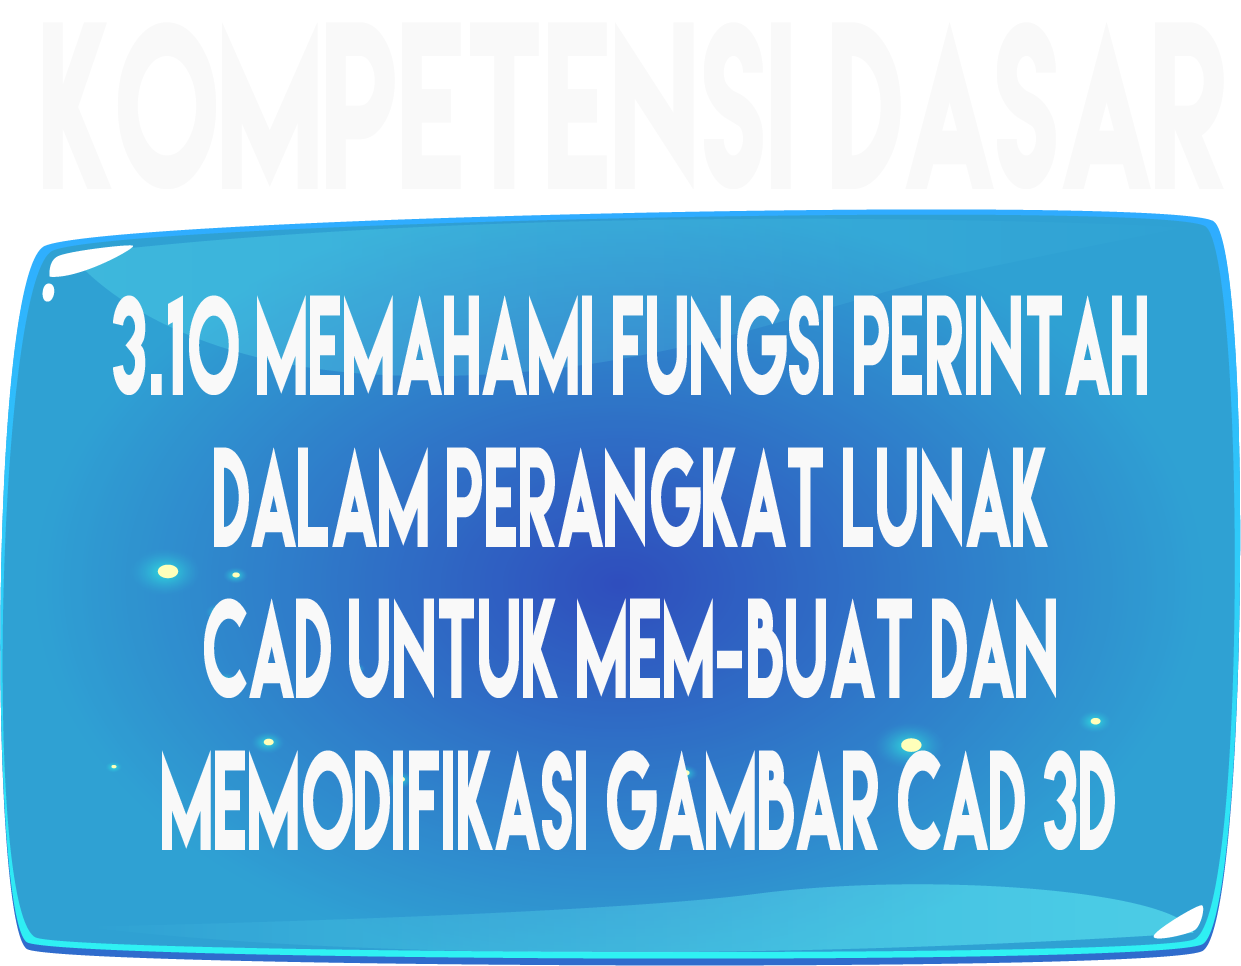 KOMPETENSI DASAR
3.10 MEMAHAMI FUNGSI PERINTAH
DALAM PERANGKAT LUNAK
CAD UNTUK MEM-BUAT DAN
MEMODIFIKASI GAMBAR CAD 3D